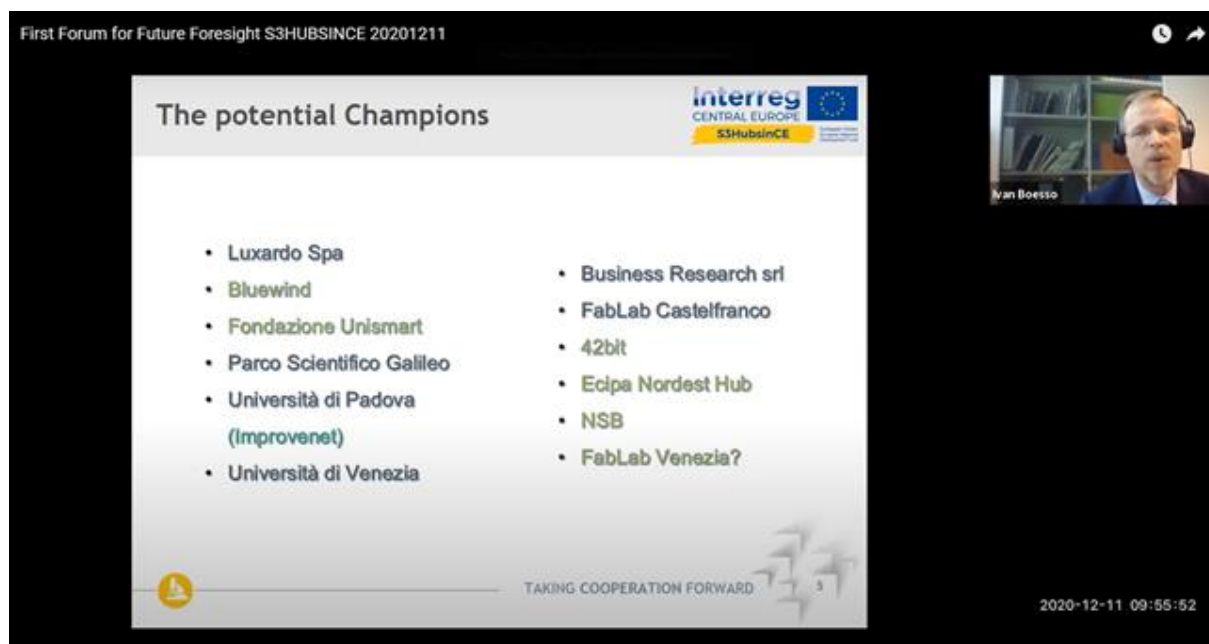 First Forum for Future Foresight S3HUBSINCE 20201211
The potential Champions
Interreg
CENTRAL EUROPE
S3HubsinCE
Ivan Boesso
• Luxardo Spa
• Bluewind
• Fondazione Unismart
• Parco Scientifico Galileo
• Università di Padova
(Improvenet)
• Università di Venezia
• Business Research srl
• FabLab Castelfranco
• 42bit
• Ecipa Nordest Hub
• NSB
• FabLab Venezia?
TAKING COOPERATION FORWARD
5
2020-12-11 09:55:52